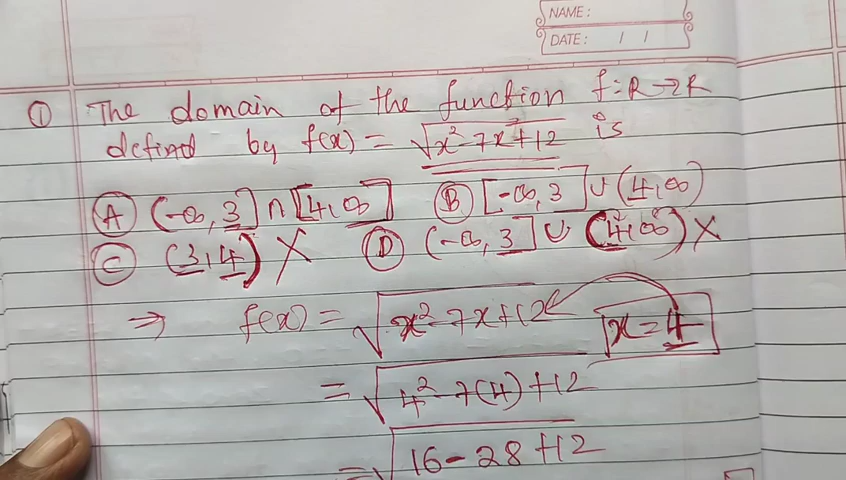 NAME:
DATE: / /
① The domain of the function f:R→R
defined by f(x) = √x²-7x+12 is
Ⓐ (-∞, 3] ∩ [4, ∞] Ⓑ [-∞, 3] ∪ (4, ∞)
Ⓒ (3, 4) X Ⓓ (-∞, 3] ∪ (4, ∞) X
⇒ f(x) = √x²-7x+12 x = 4
= √4²-7(4)+12
= √16-28+12